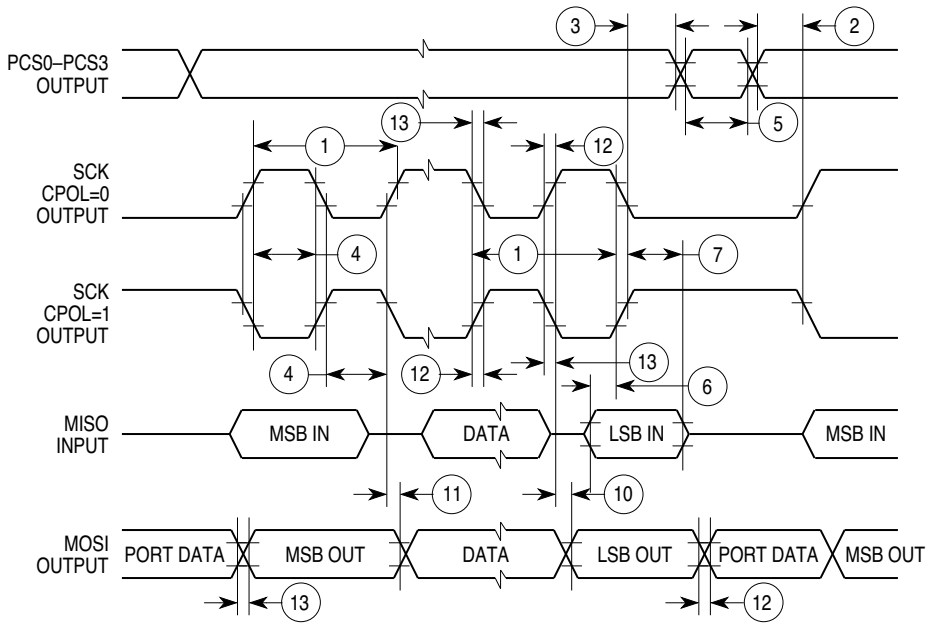 3
2
PCS0–PCS3
OUTPUT
5
13
1
12
SCK
CPOL=0
OUTPUT
4
1
7
SCK
CPOL=1
OUTPUT
13
4
12
6
MISO
INPUT
MSB IN
DATA
LSB IN
MSB IN
11
10
MOSI
OUTPUT
PORT DATA
MSB OUT
DATA
LSB OUT
PORT DATA
MSB OUT
13
12